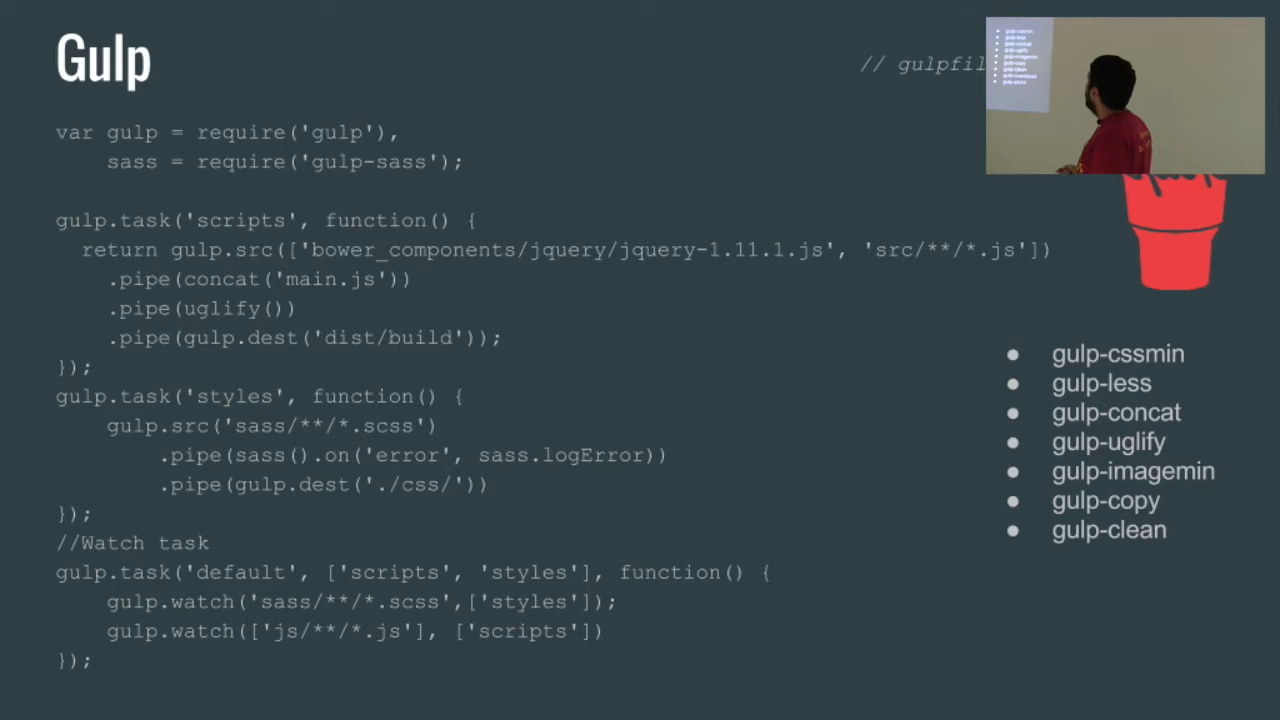 Gulp
// gulpfil
var gulp = require('gulp'),
sass = require('gulp-sass');
gulp.task('scripts', function() {
return gulp.src(['bower_components/jquery/jquery-1.11.1.js', 'src/**/*.js'])
.pipe(concat('main.js'))
.pipe(uglify())
.pipe(gulp.dest('dist/build'));
});
gulp.task('styles', function() {
gulp.src('sass/**/*.scss')
.pipe(sass().on('error', sass.logError))
.pipe(gulp.dest('./css/'))
});
//Watch task
gulp.task('default', ['scripts', 'styles'], function() {
gulp.watch('sass/**/*.scss',['styles']);
gulp.watch(['js/**/*.js'], ['scripts'])
});
● gulp-cssmin
● gulp-less
● gulp-concat
● gulp-uglify
● gulp-imagemin
● gulp-copy
● gulp-clean